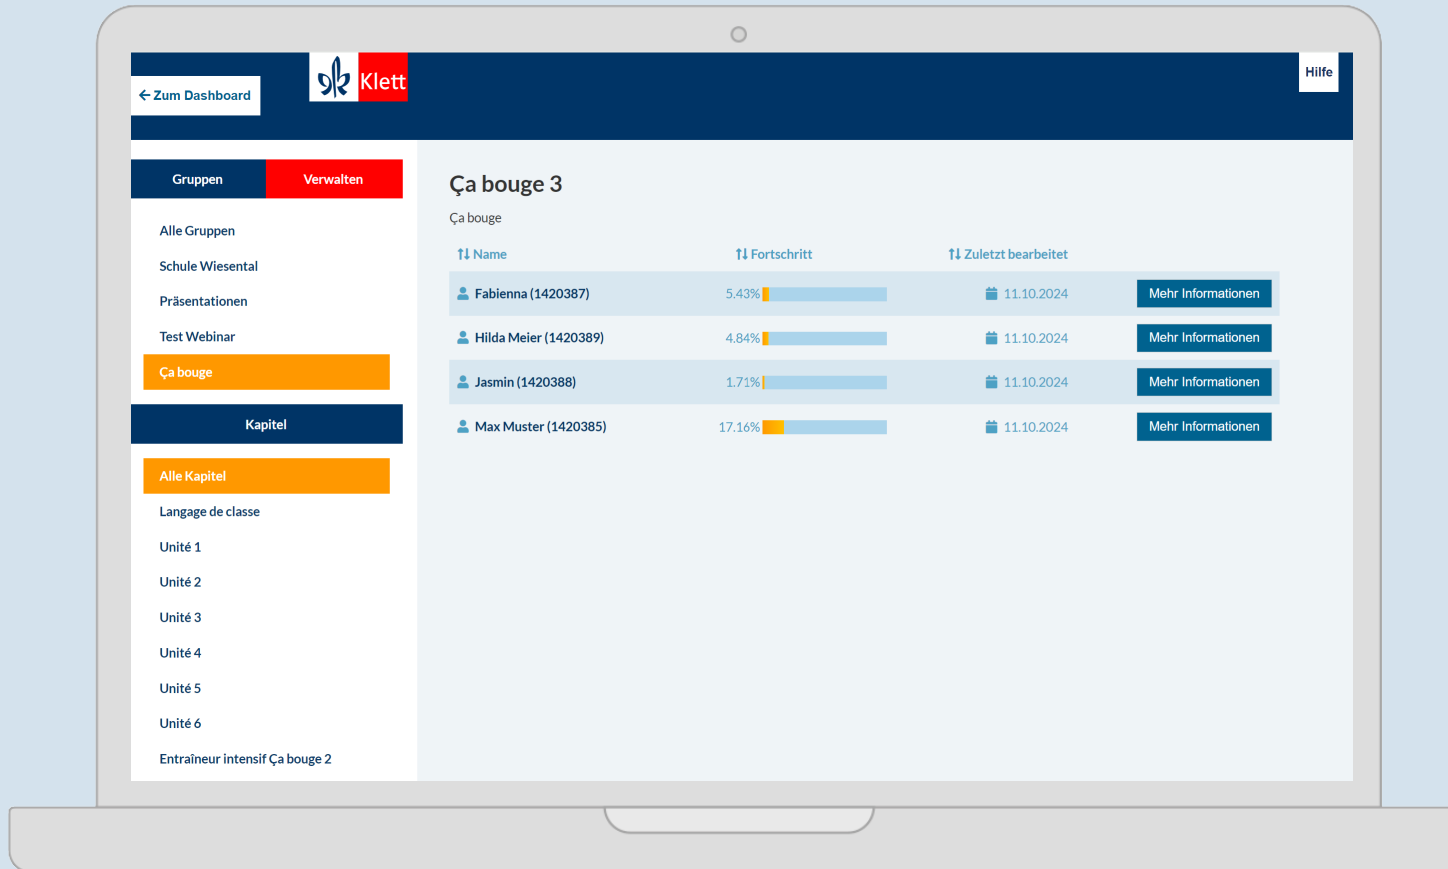 Zum Dashboard
Klett
Hilfe
Gruppen
Verwalten
Alle Gruppen
Schule Wiesental
Präsentationen
Test Webinar
Ça bouge
Kapitel
Alle Kapitel
Langage de classe
Unité 1
Unité 2
Unité 3
Unité 4
Unité 5
Unité 6
Entraîneur intensif Ça bouge 2
Ça bouge 3
Ça bouge
Name Fortschritt Zuletzt bearbeitet
Fabienna (1420387) 5.43% 11.10.2024 Mehr Informationen
Hilda Meier (1420389) 4.84% 11.10.2024 Mehr Informationen
Jasmin (1420388) 1.71% 11.10.2024 Mehr Informationen
Max Muster (1420385) 17.16% 11.10.2024 Mehr Informationen